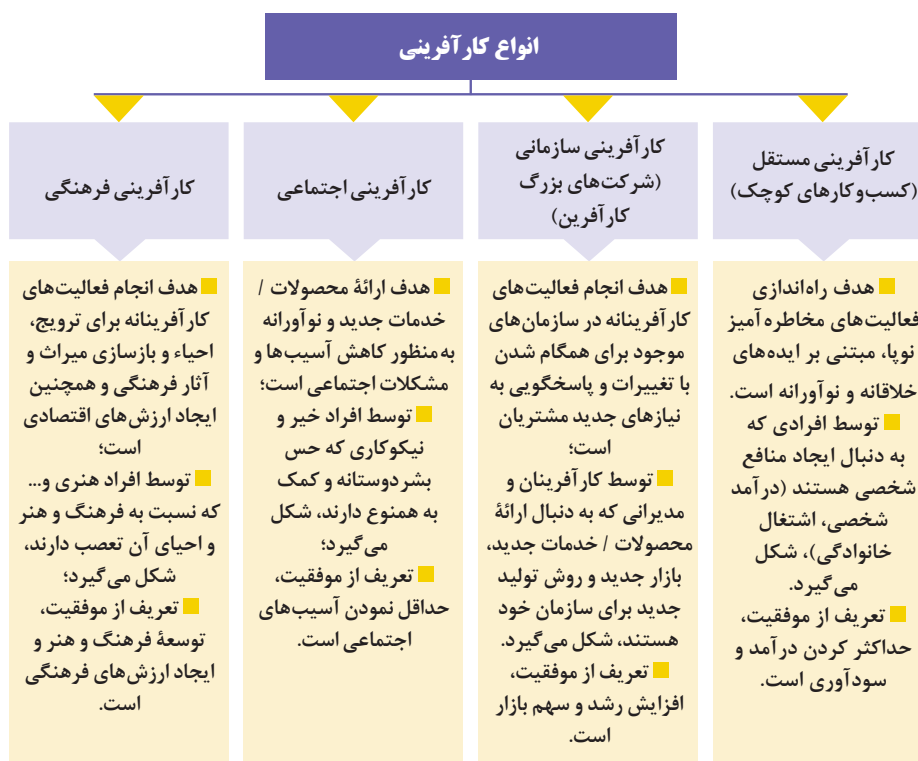 انواع کارآفرینی
کارآفرینی مستقل
(کسب‌وکارهای کوچک)
هدف راه‌اندازی
فعالیت‌های مخاطره‌آمیز
نوپا، مبتنی بر ایده‌های
خلاقانه و نوآورانه است.
توسط افرادی که
به دنبال ایجاد منافع
شخصی هستند (درآمد
شخصی، اشتغال
خانوادگی)، شکل
می‌گیرد.
تعریف از موفقیت،
حداکثر کردن درآمد و
سودآوری است.
کارآفرینی سازمانی
(شرکت‌های بزرگ
کارآفرین)
هدف انجام فعالیت‌های
کارآفرینانه در سازمان‌های
موجود برای همگام شدن
با تغییرات و پاسخگویی به
نیازهای جدید مشتریان
است؛
توسط کارآفرینان و
مدیرانی که به دنبال ارائهٔ
محصولات / خدمات جدید،
بازار جدید و روش تولید
جدید برای سازمان خود
هستند، شکل می‌گیرد.
تعریف از موفقیت،
افزایش رشد و سهم بازار
است.
کارآفرینی اجتماعی
هدف ارائهٔ محصولات /
خدمات جدید و نوآورانه
به‌منظور کاهش آسیب‌ها و
مشکلات اجتماعی است؛
توسط افراد خیر و
نیکوکاری که حس
بشردوستانه و کمک
به همنوع دارند، شکل
می‌گیرد؛
تعریف از موفقیت،
حداقل نمودن آسیب‌های
اجتماعی است.
کارآفرینی فرهنگی
هدف انجام فعالیت‌های
کارآفرینانه برای ترویج،
احیاء و بازسازی میراث و
آثار فرهنگی و همچنین
ایجاد ارزش‌های اقتصادی
است؛
توسط افراد هنری و...
که نسبت به فرهنگ و هنر
و احیای آن تعصب دارند،
شکل می‌گیرد؛
تعریف از موفقیت،
توسعهٔ فرهنگ و هنر و
ایجاد ارزش‌های فرهنگی
است.